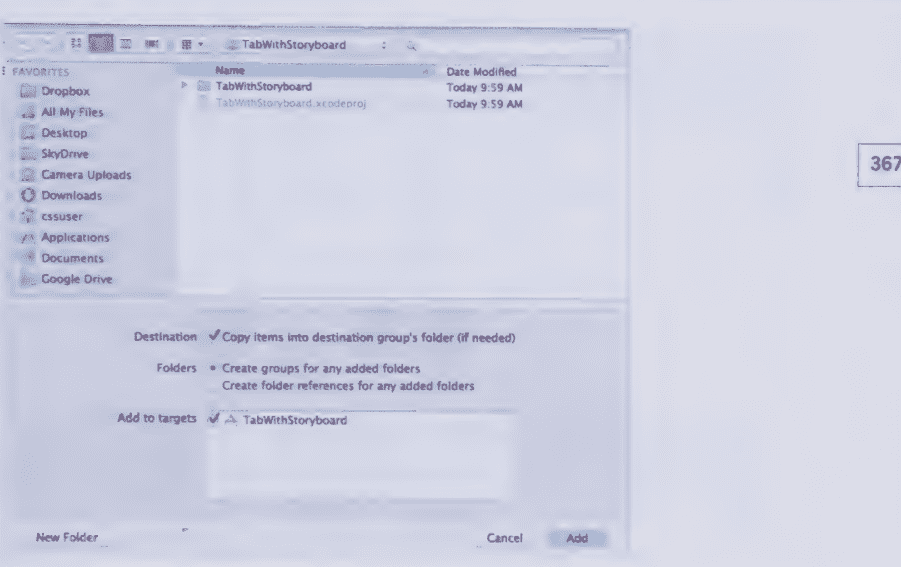 TabWithStoryboard
FAVORITES
Dropbox
All My Files
Desktop
SkyDrive
Camera Uploads
Downloads
cssuser
Applications
Documents
Google Drive
Name Date Modified
TabWithStoryboard Today 9:59 AM
TabWithStoryboard.xcodeproj Today 9:59 AM
367
Destination ✓ Copy items into destination group's folder (if needed)
Folders Create groups for any added folders
Create folder references for any added folders
Add to targets ✓ TabWithStoryboard
New Folder Cancel Add